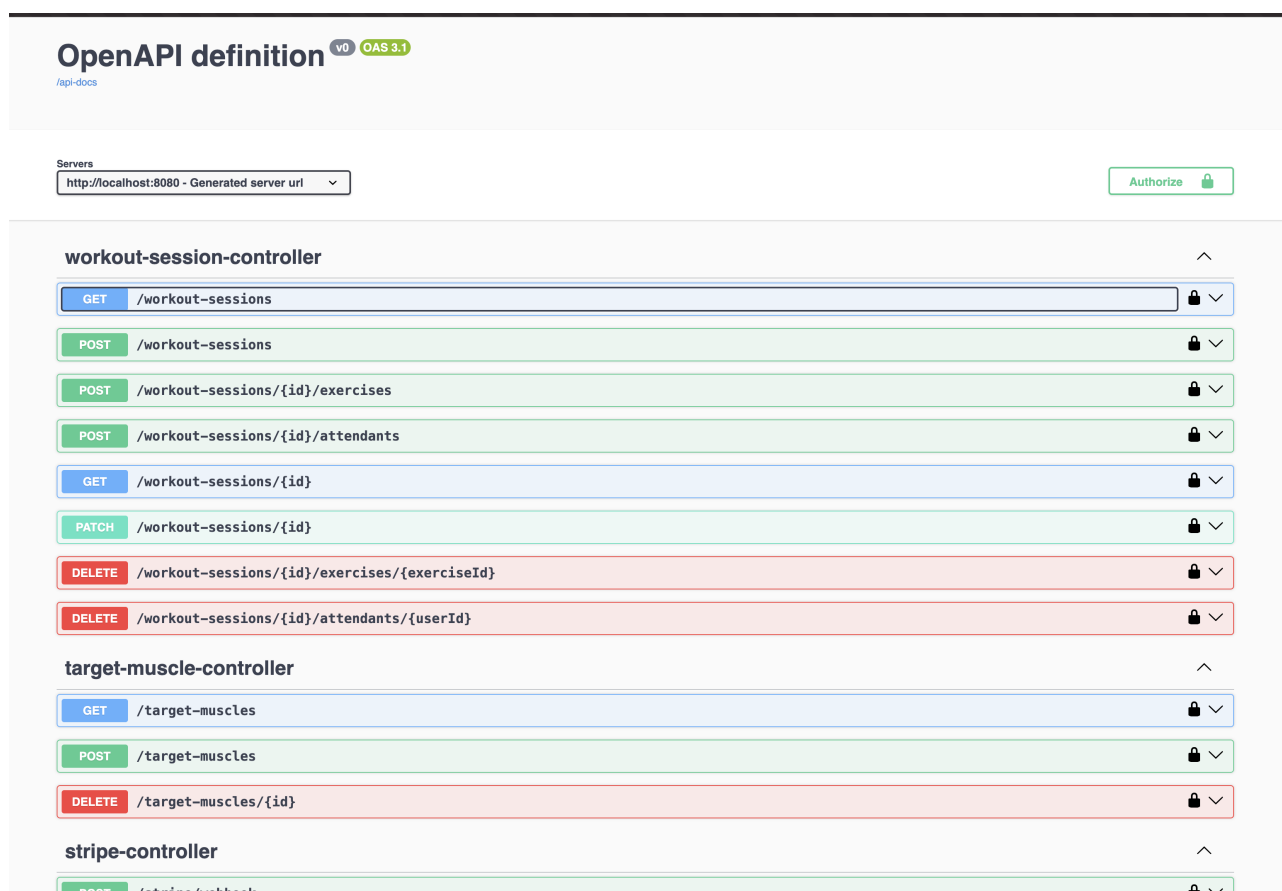 OpenAPI definition v0 OAS 3.1
/api-docs
Servers
http://localhost:8080 - Generated server url
Authorize
workout-session-controller
GET /workout-sessions
POST /workout-sessions
POST /workout-sessions/{id}/exercises
POST /workout-sessions/{id}/attendants
GET /workout-sessions/{id}
PATCH /workout-sessions/{id}
DELETE /workout-sessions/{id}/exercises/{exerciseId}
DELETE /workout-sessions/{id}/attendants/{userId}
target-muscle-controller
GET /target-muscles
POST /target-muscles
DELETE /target-muscles/{id}
stripe-controller
POST /stripe/webhook